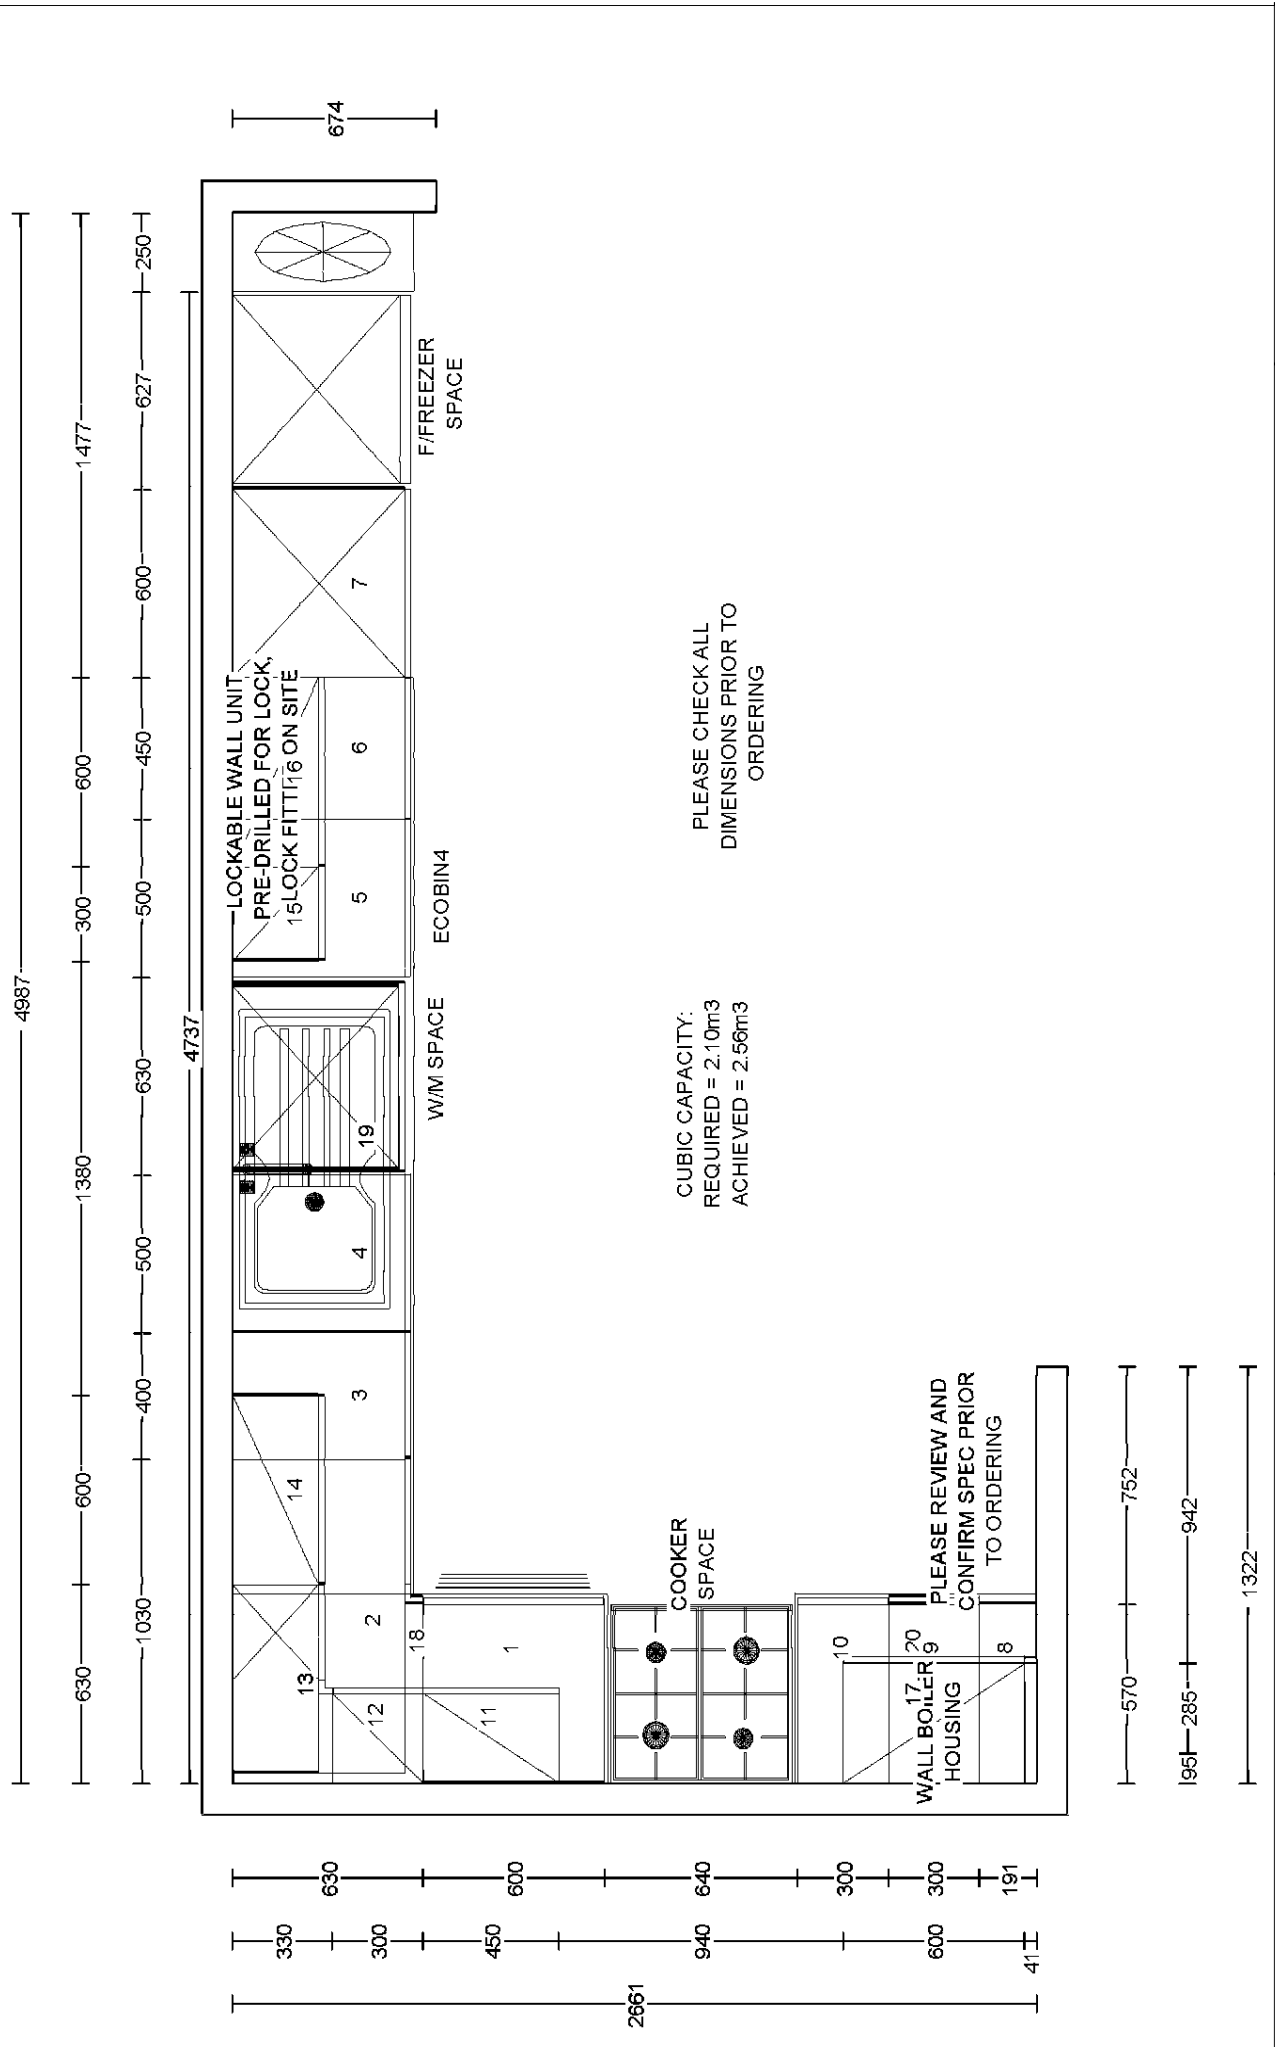 4987
1477
600
300
1380
600
630
250
627
600
450
500
630
500
400
1030
4737
674
F/FREEZER
SPACE
7
LOCKABLE WALL UNIT,
PRE-DRILLED FOR LOCK,
LOCK FITTI
ON SITE
16
15
6
5
ECOBIN4
W/M SPACE
19
4
3
14
2
13
12
18
1
11
COOKER
SPACE
10
20
9
8
17
WALL BOILER
HOUSING
PLEASE REVIEW AND
CONFIRM SPEC PRIOR
TO ORDERING
PLEASE CHECK ALL
DIMENSIONS PRIOR TO
ORDERING
CUBIC CAPACITY:
REQUIRED = 2.10m3
ACHIEVED = 2.56m3
752
570
942
285
95
1322
630
600
640
300
300
191
330
300
450
940
600
41
2661